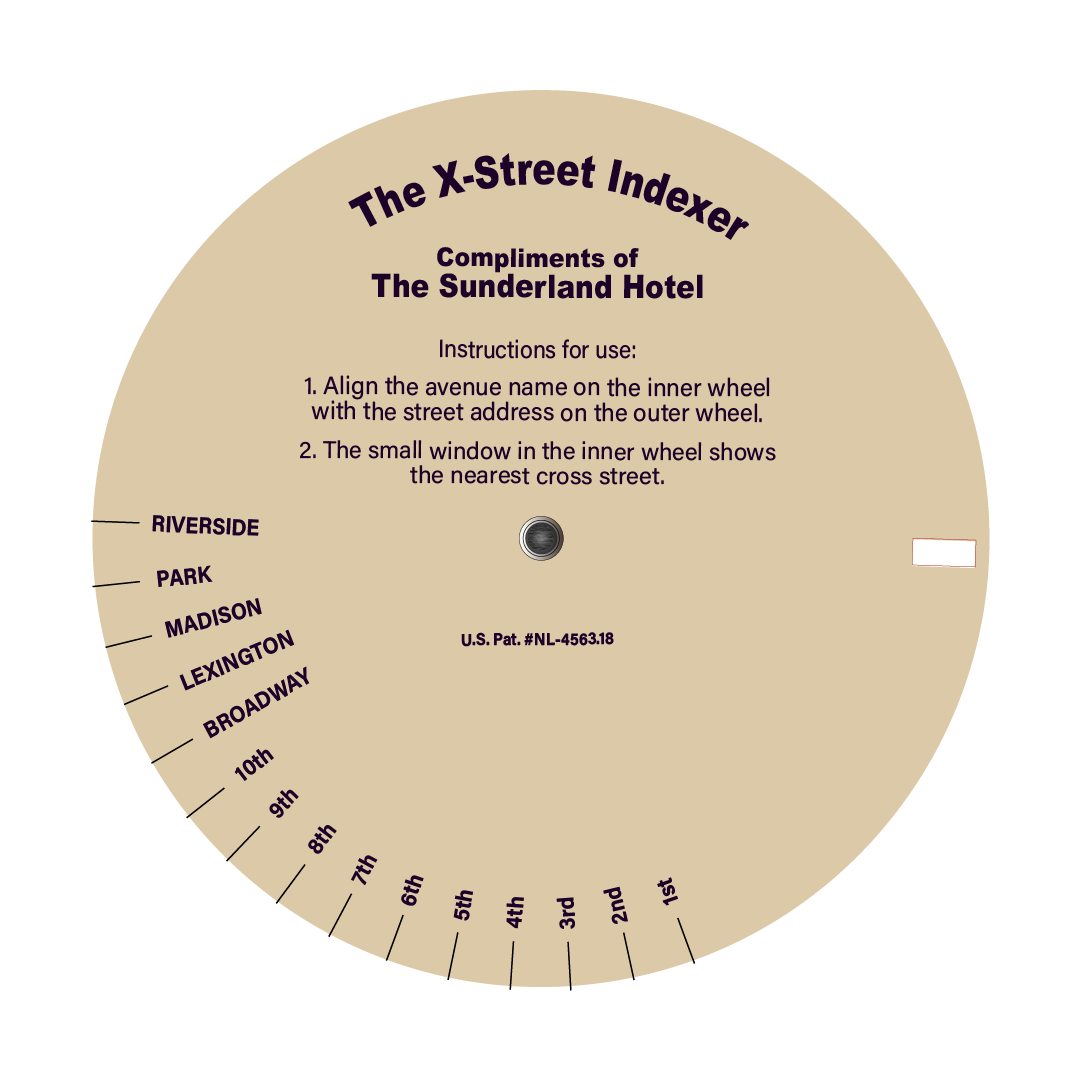 The X-Street Indexer
Compliments of
The Sunderland Hotel
Instructions for use:
1. Align the avenue name on the inner wheel
with the street address on the outer wheel.
2. The small window in the inner wheel shows
the nearest cross street.
RIVERSIDE
PARK
MADISON
LEXINGTON
BROADWAY
10th
9th
8th
7th
6th
5th
4th
3rd
2nd
1st
U.S. Pat. #NL-4563.18